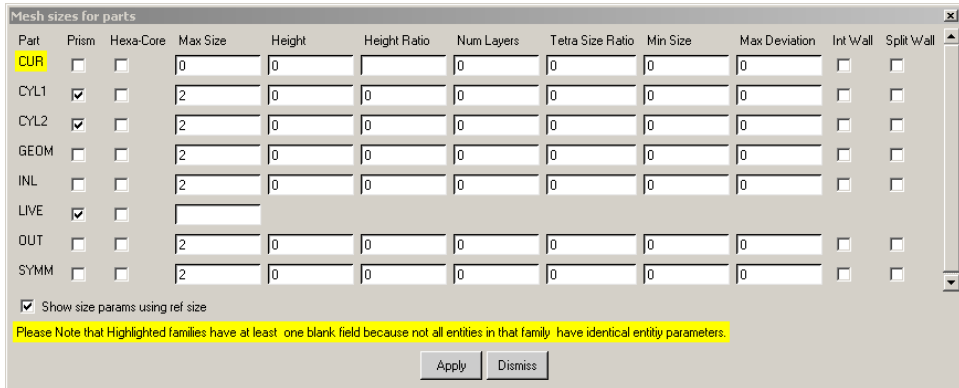 Mesh sizes for parts
Part Prism Hexa-Core Max Size Height Height Ratio Num Layers Tetra Size Ratio Min Size Max Deviation Int Wall Split Wall
CUR 0 0 0 0 0 0
CYL1 2 0 0 0 0 0 0
CYL2 2 0 0 0 0 0 0
GEOM 2 0 0 0 0 0 0
INL 2 0 0 0 0 0 0
LIVE
OUT 2 0 0 0 0 0 0
SYMM 2 0 0 0 0 0 0
Show size params using ref size
Please Note that Highlighted families have at least one blank field because not all entities in that family have identical entitiy parameters.
Apply Dismiss